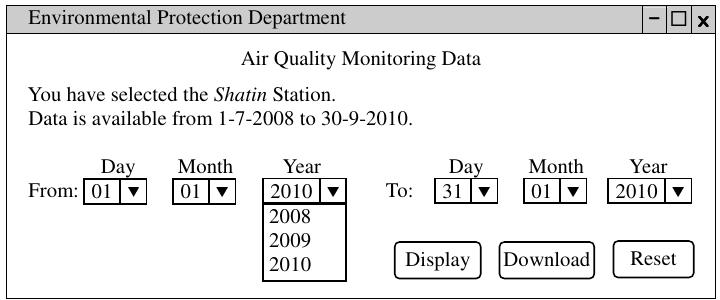 Environmental Protection Department
Air Quality Monitoring Data
You have selected the Shatin Station.
Data is available from 1-7-2008 to 30-9-2010.
Day Month Year Day Month Year
From: 01 ▼ 01 ▼ 2010 ▼ To: 31 ▼ 01 ▼ 2010 ▼
2008
2009
2010
Display Download Reset